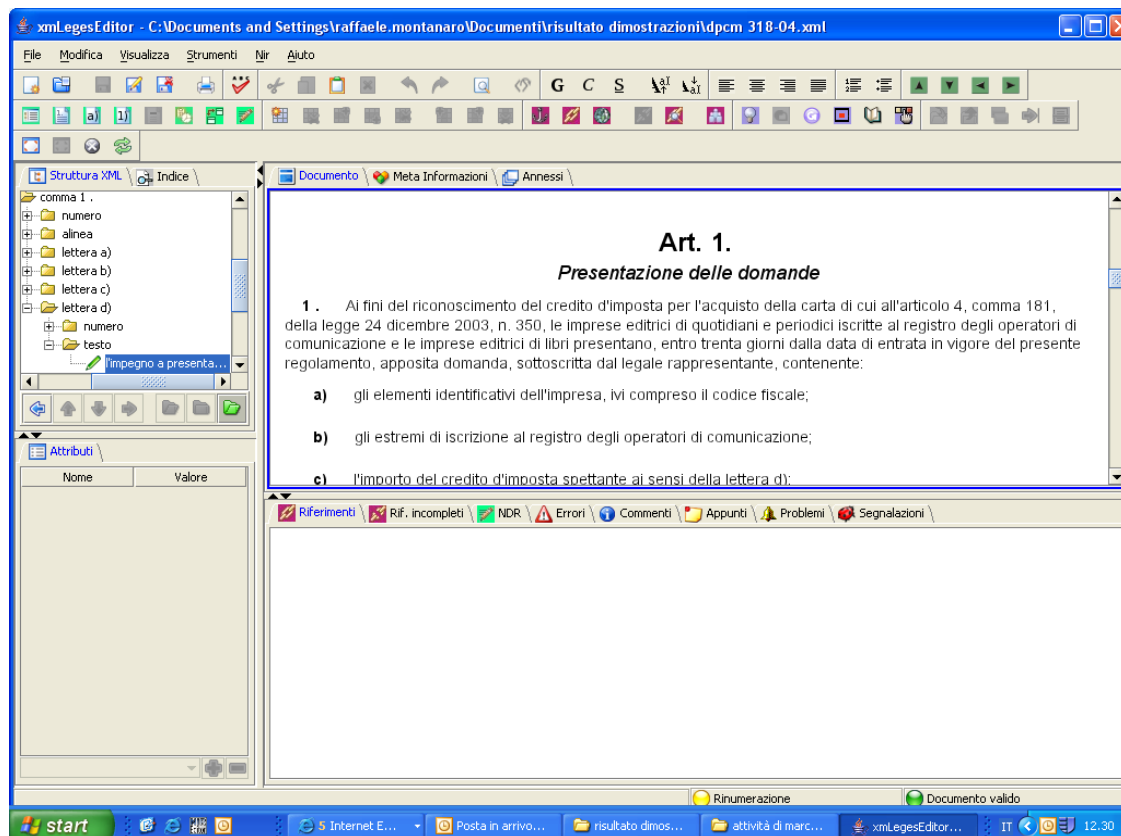 xmLegesEditor - C:\Documents and Settings\raffaele.montanaro\Documenti\risultato dimostrazioni\dpcm 318-04.xml
File Modifica Visualizza Strumenti Nir Aiuto
G C S
a) 1)
Struttura XML Indice
comma 1 .
numero
alinea
lettera a)
lettera b)
lettera c)
lettera d)
numero
testo
l'impegno a presenta...
Attributi
Nome Valore
Documento Meta Informazioni Annessi
Art. 1.
Presentazione delle domande
1 . Ai fini del riconoscimento del credito d'imposta per l'acquisto della carta di cui all'articolo 4, comma 181,
della legge 24 dicembre 2003, n. 350, le imprese editrici di quotidiani e periodici iscritte al registro degli operatori di
comunicazione e le imprese editrici di libri presentano, entro trenta giorni dalla data di entrata in vigore del presente
regolamento, apposita domanda, sottoscritta dal legale rappresentante, contenente:
a) gli elementi identificativi dell'impresa, ivi compreso il codice fiscale;
b) gli estremi di iscrizione al registro degli operatori di comunicazione;
c) l'importo del credito d'imposta spettante ai sensi della lettera d);
Riferimenti Rif. incompleti NDR Errori Commenti Appunti Problemi Segnalazioni
Rinumerazione Documento valido
start 5 Internet E... Posta in arrivo... risultato dimos... attività di marc... xmLegesEditor... IT 12.30